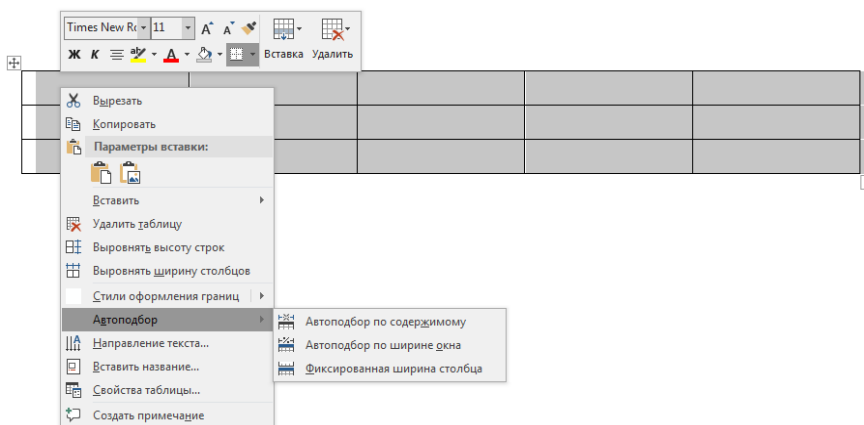 Times New Rc 11
Ж К Вставка Удалить
Вырезать
Копировать
Параметры вставки:
Вставить
Удалить таблицу
Выровнять высоту строк
Выровнять ширину столбцов
Стили оформления границ
Автоподбор
Автоподбор по содержимому
Автоподбор по ширине окна
Фиксированная ширина столбца
Направление текста...
Вставить название...
Свойства таблицы...
Создать примечание